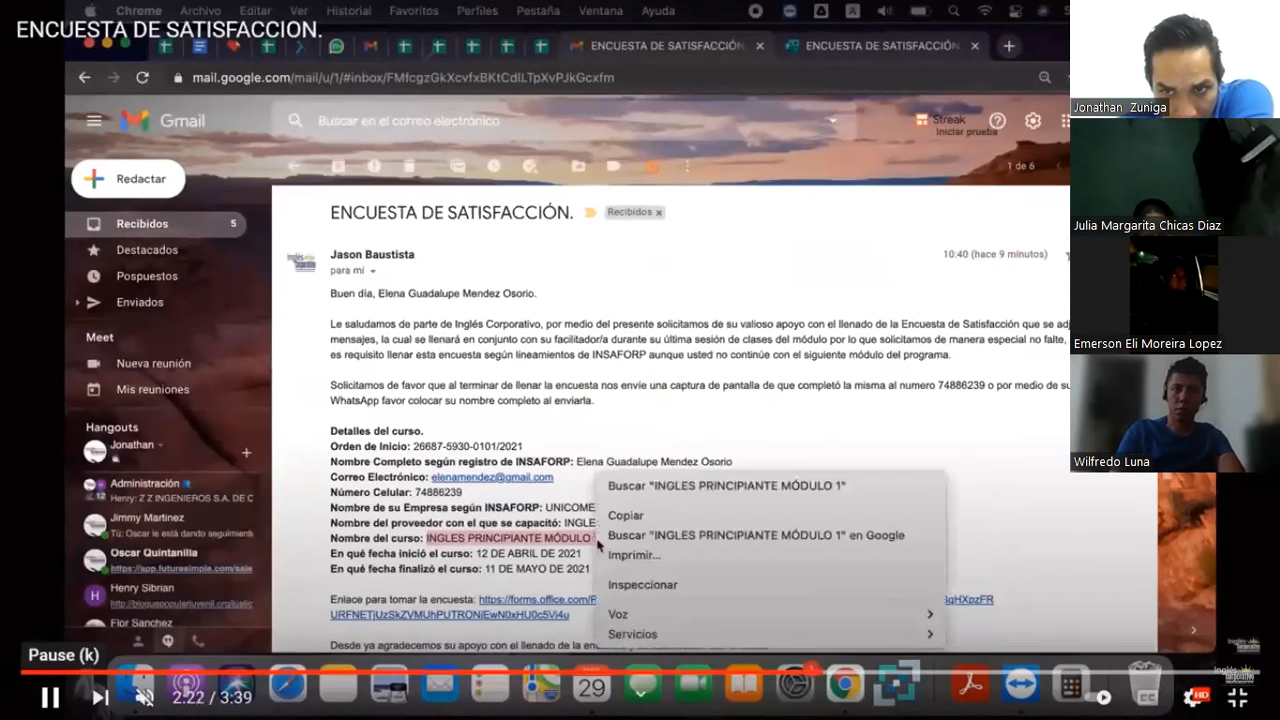 Chrome Archivo Editar Ver Historial Favoritos Perfiles Pestaña Ventana Ayuda
ENCUESTA DE SATISFACCION.
ENCUESTA DE SATISFACCIÓN
ENCUESTA DE SATISFACCIÓN
mail.google.com/mail/u/1/#inbox/FMfcgzGkXcvfxBKtCdlLTpXvPJkGcxfm
Gmail
Buscar en el correo electrónico
Streak
Iniciar prueba
Redactar
1 de 6
Recibidos 5
Destacados
Pospuestos
Enviados
Meet
Nueva reunión
Mis reuniones
Hangouts
Jonathan
Administración
Henry: Z Z INGENIEROS S.A. DE C
Jimmy Martinez
Tú: Oscar le está dando seguimient
Oscar Quintanilla
https://app.futuresimple.com/sale
Henry Sibrian
http://bloquepopularjuvenil.org/justic
Flor Sanchez
ENCUESTA DE SATISFACCIÓN.
Recibidos x
Jason Baustista
10:40 (hace 9 minutos)
para mí
Buen día, Elena Guadalupe Mendez Osorio.
Le saludamos de parte de Inglés Corporativo, por medio del presente solicitamos de su valioso apoyo con el llenado de la Encuesta de Satisfacción que se adj
mensajes, la cual se llenará en conjunto con su facilitador/a durante su última sesión de clases del módulo por lo que solicitamos de manera especial no falte,
es requisito llenar esta encuesta según lineamientos de INSAFORP aunque usted no continúe con el siguiente módulo del programa.
Solicitamos de favor que al terminar de llenar la encuesta nos envíe una captura de pantalla de que completó la misma al numero 74886239 o por medio de su
WhatsApp favor colocar su nombre completo al enviarla.
Detalles del curso.
Orden de Inicio: 26687-5930-0101/2021
Nombre Completo según registro de INSAFORP: Elena Guadalupe Mendez Osorio
Correo Electrónico: elenamendez@gmail.com
Número Celular: 74886239
Nombre de su Empresa según INSAFORP: UNICOME
Nombre del proveedor con el que se capacitó: INGLE
Nombre del curso: INGLES PRINCIPIANTE MÓDULO
En qué fecha inició el curso: 12 DE ABRIL DE 2021
En qué fecha finalizó el curso: 11 DE MAYO DE 2021
Enlace para tomar la encuesta: https://forms.office.com/F
qHXpzFR
URFNETjUzSkZVMUhPUTRONjEwN0xHU0c5Vi4u
Desde ya agradecemos su apoyo con el llenado de la
Buscar "INGLES PRINCIPIANTE MÓDULO 1"
Copiar
Buscar "INGLES PRINCIPIANTE MÓDULO 1" en Google
Imprimir...
Inspeccionar
Voz
Servicios
Pause (k)
29
2:22 / 3:39
HD
Jonathan Zuniga
Julia Margarita Chicas Diaz
Emerson Eli Moreira Lopez
Wilfredo Luna
Inglés
Corporativo
Inglés
Corporativo